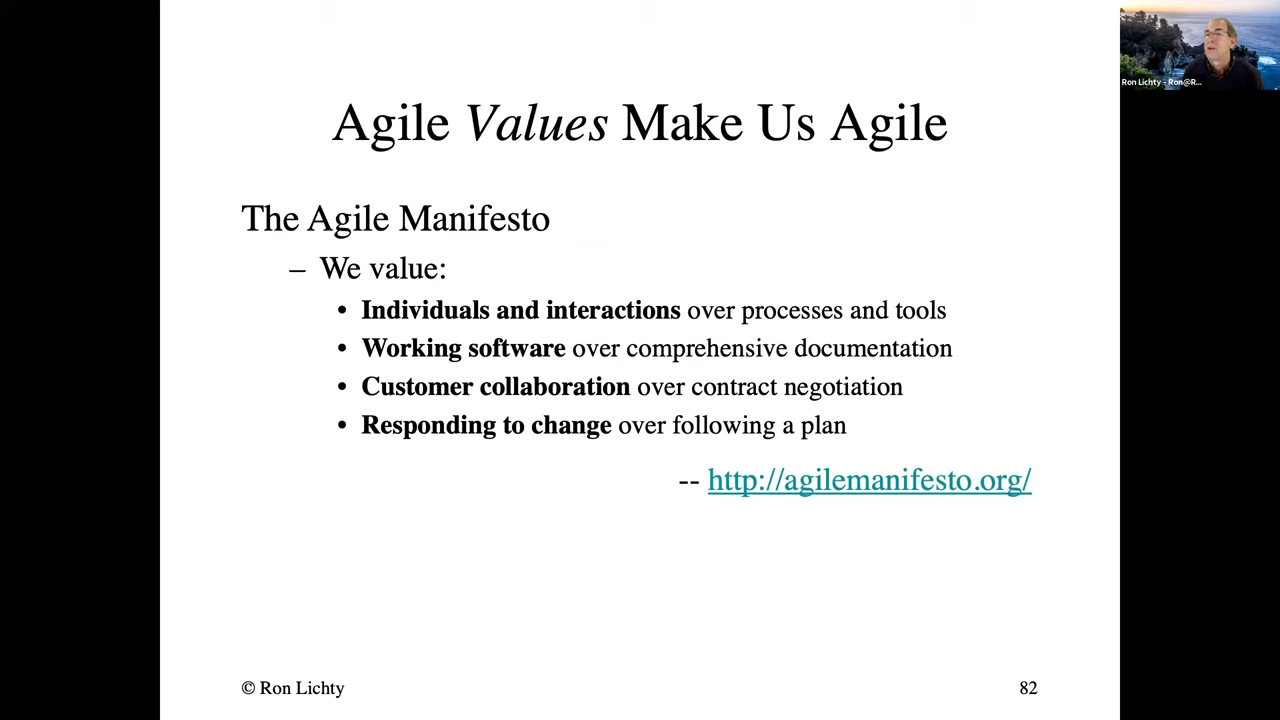 Ron Lichty - Ron@R...
Agile Values Make Us Agile
The Agile Manifesto
– We value:
• Individuals and interactions over processes and tools
• Working software over comprehensive documentation
• Customer collaboration over contract negotiation
• Responding to change over following a plan
-- http://agilemanifesto.org/
© Ron Lichty
82